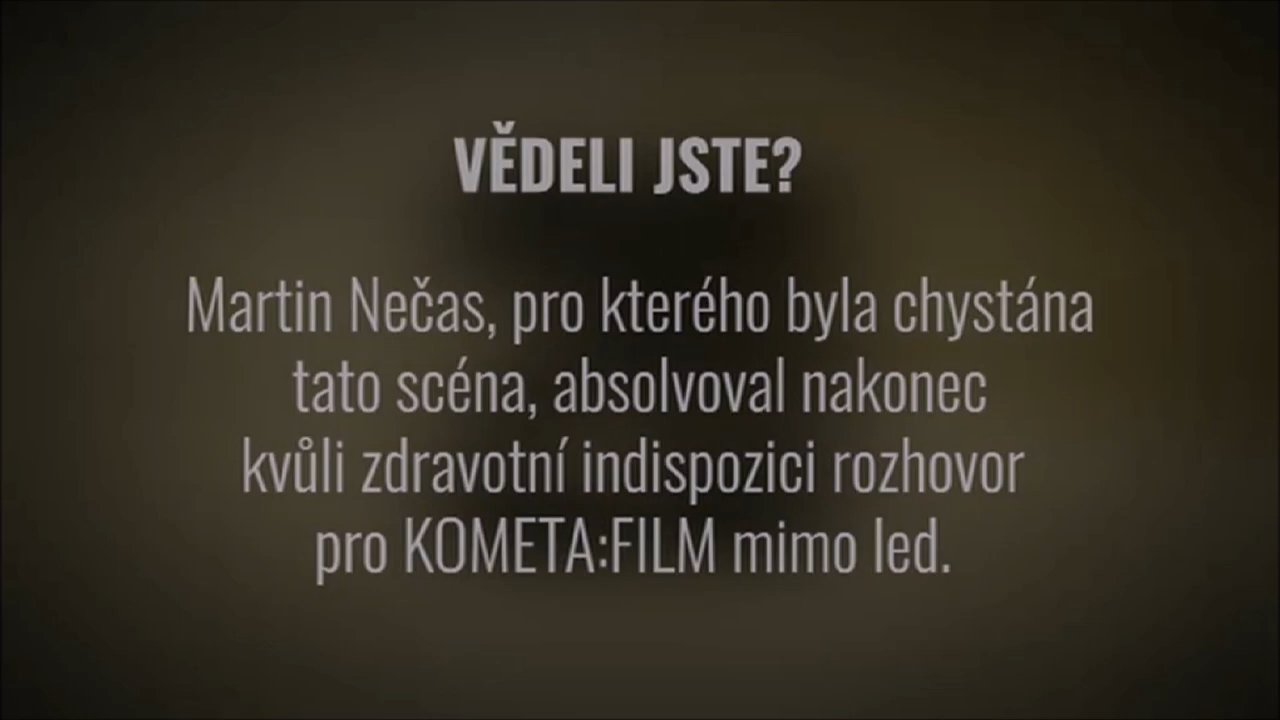 VĚDELI JSTE?
Martin Nečas, pro kterého byla chystána
tato scéna, absolvoval nakonec
kvůli zdravotní indispozici rozhovor
pro KOMETA:FILM mimo led.